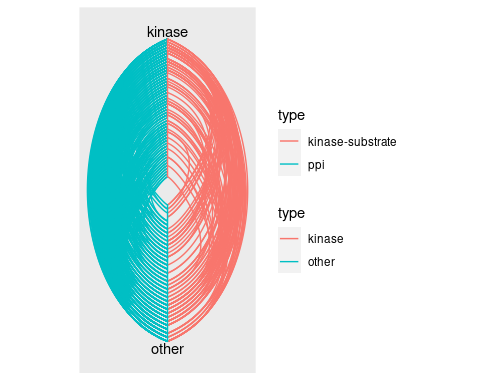 kinase
other
type
kinase-substrate
ppi
type
kinase
other